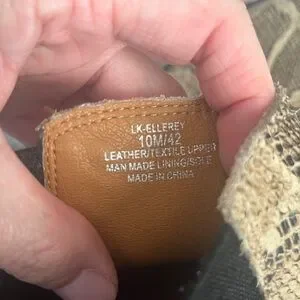 LK-ELLEREY
10M/42
LEATHER/TEXTILE UPPER
MAN MADE LINING/SOLE
MADE IN CHINA